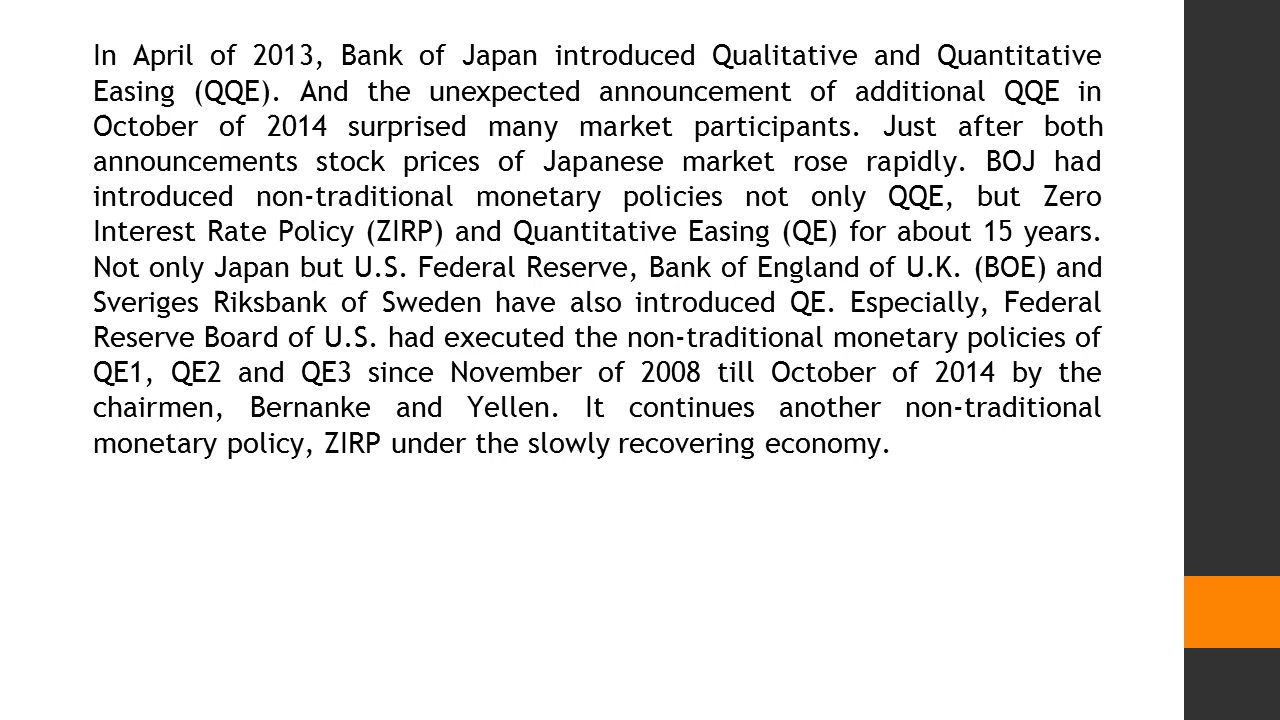 In April of 2013, Bank of Japan introduced Qualitative and Quantitative
Easing (QQE). And the unexpected announcement of additional QQE in
October of 2014 surprised many market participants. Just after both
announcements stock prices of Japanese market rose rapidly. BOJ had
introduced non-traditional monetary policies not only QQE, but Zero
Interest Rate Policy (ZIRP) and Quantitative Easing (QE) for about 15 years.
Not only Japan but U.S. Federal Reserve, Bank of England of U.K. (BOE) and
Sveriges Riksbank of Sweden have also introduced QE. Especially, Federal
Reserve Board of U.S. had executed the non-traditional monetary policies of
QE1, QE2 and QE3 since November of 2008 till October of 2014 by the
chairmen, Bernanke and Yellen. It continues another non-traditional
monetary policy, ZIRP under the slowly recovering economy.